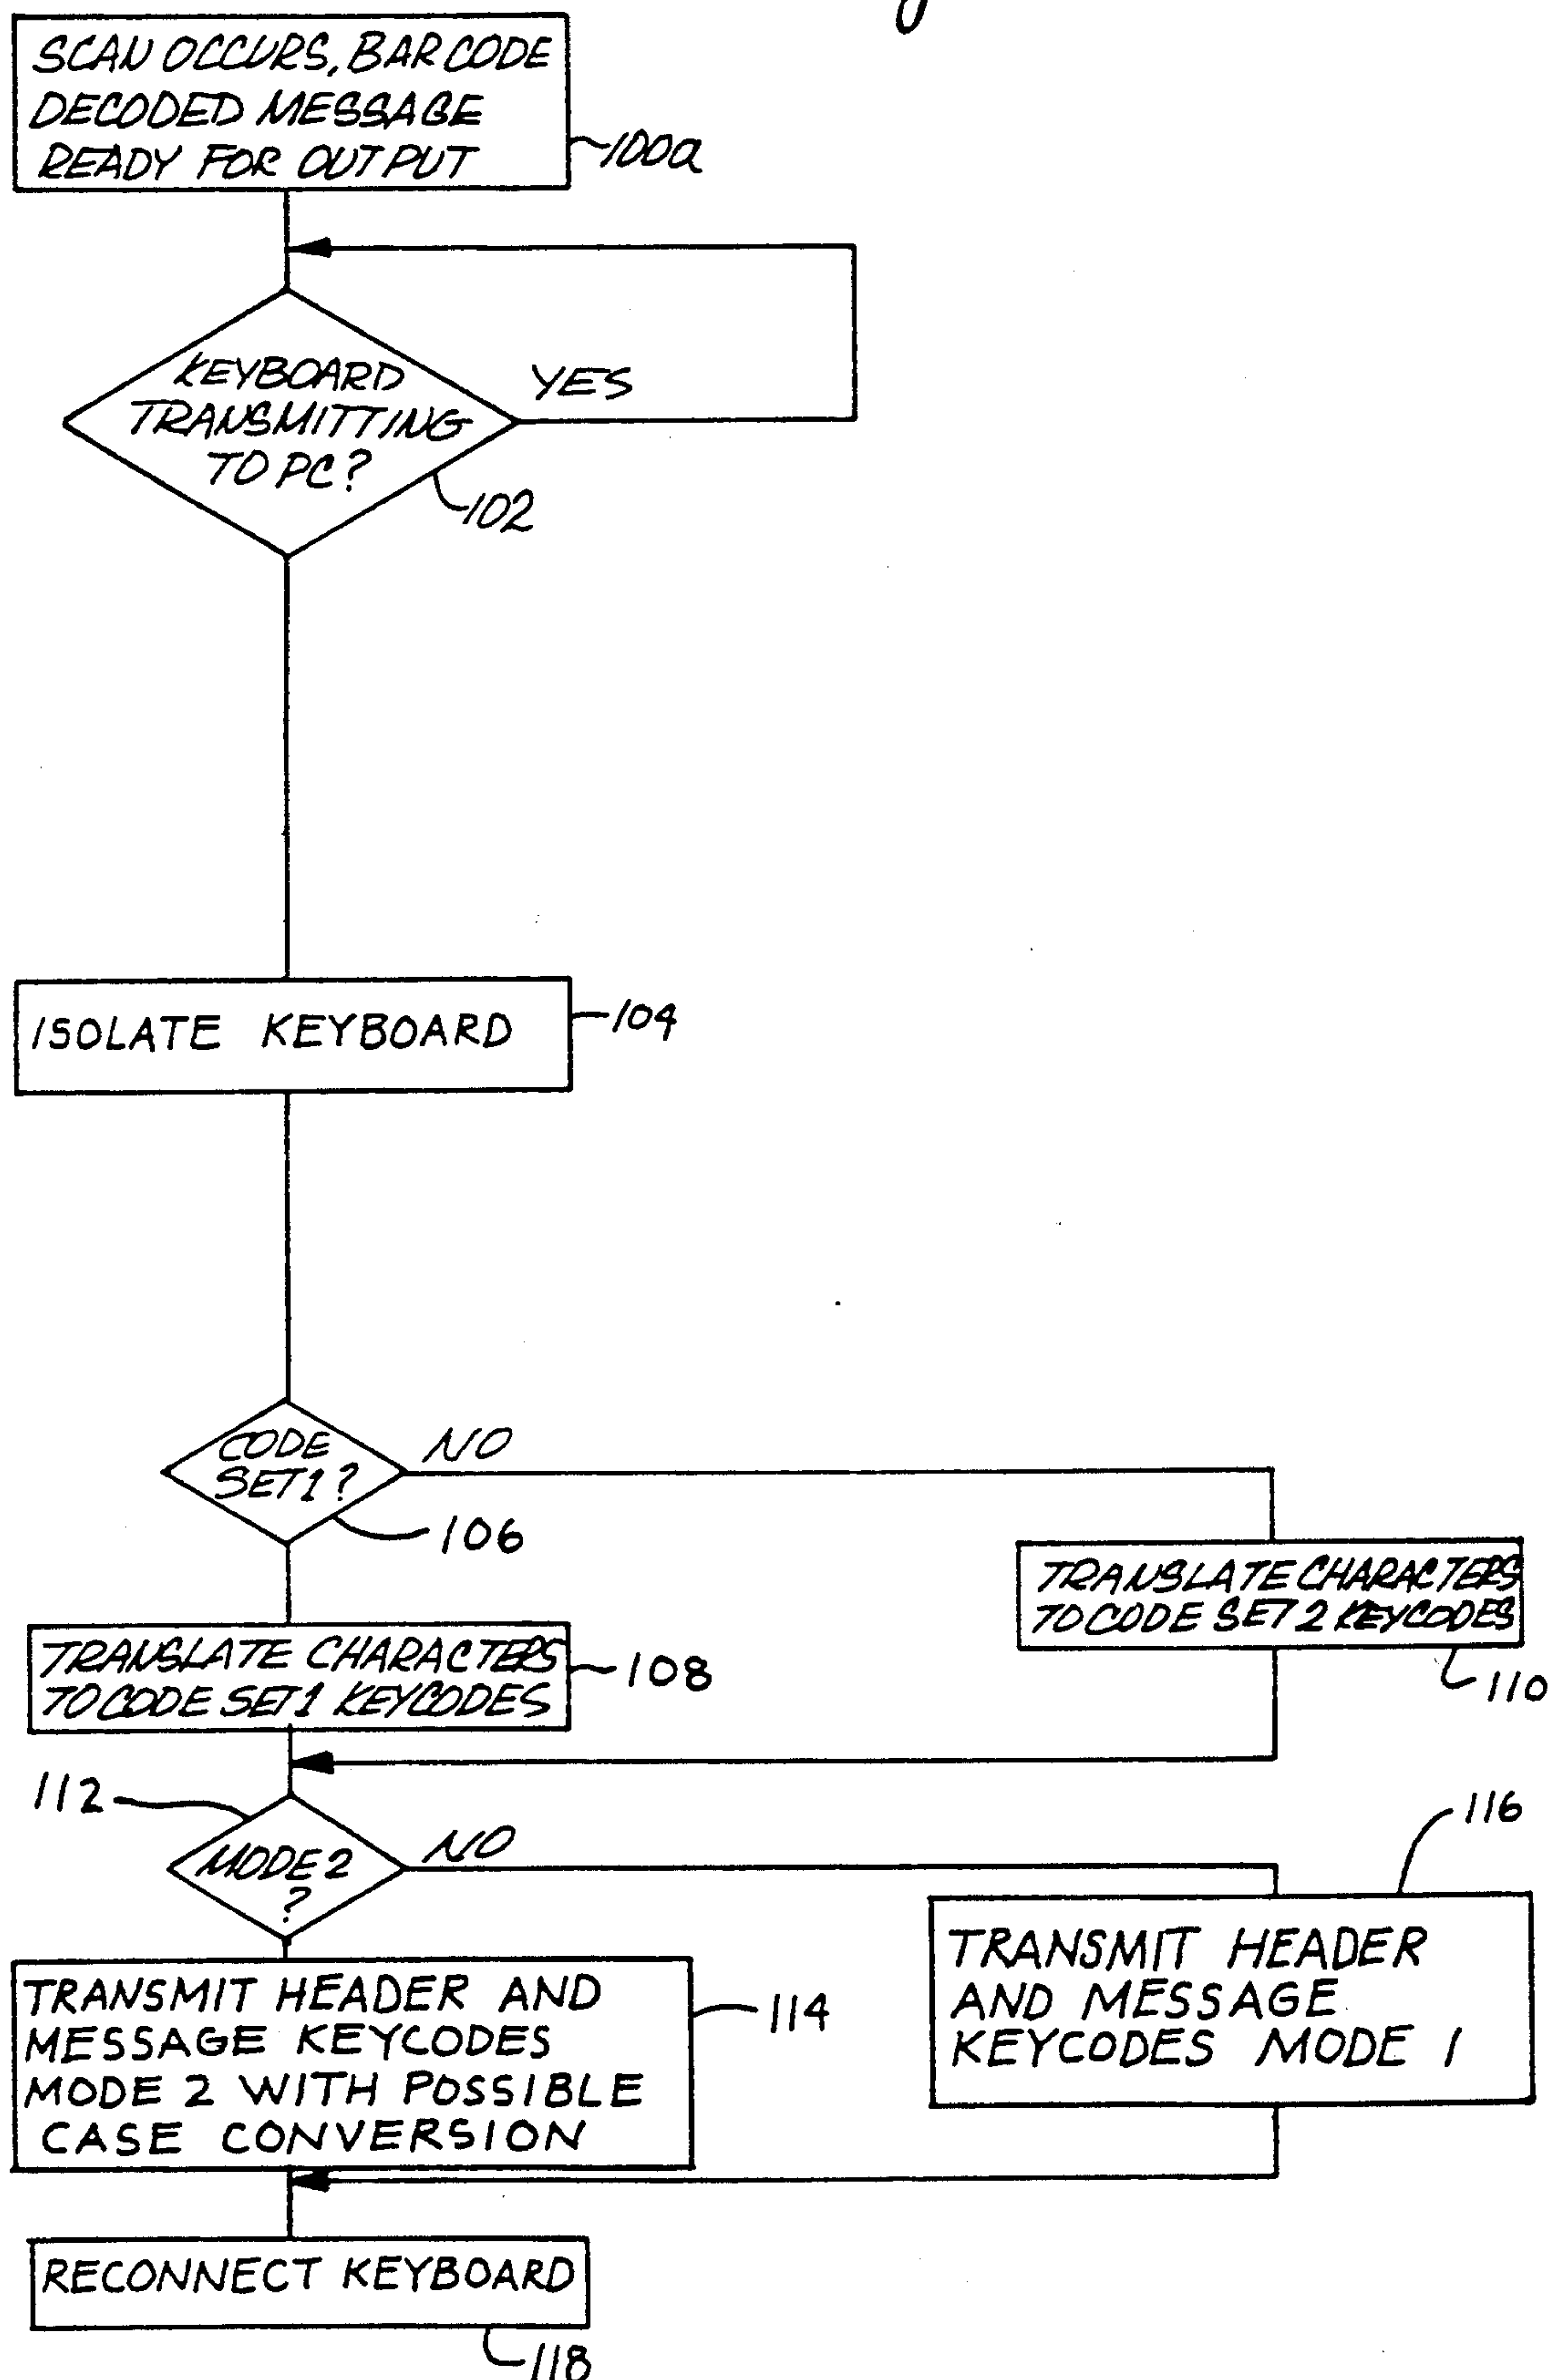 SCAN OCCURS, BAR CODE
DECODED MESSAGE
READY FOR OUTPUT
100a
KEYBOARD
TRANSMITTING
TO PC?
YES
102
ISOLATE KEYBOARD
104
CODE
SET 1?
NO
106
TRANSLATE CHARACTERS
TO CODE SET 2 KEYCODES
110
TRANSLATE CHARACTERS
TO CODE SET 1 KEYCODES
108
112
MODE 2
?
NO
116
TRANSMIT HEADER
AND MESSAGE
KEYCODES MODE 1
TRANSMIT HEADER AND
MESSAGE KEYCODES
MODE 2 WITH POSSIBLE
CASE CONVERSION
114
RECONNECT KEYBOARD
118